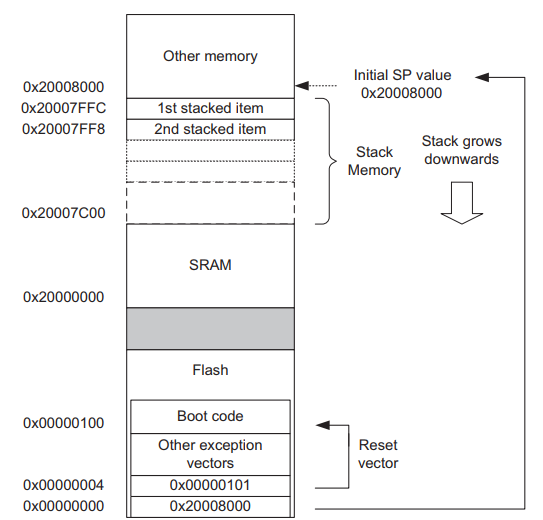 Other memory
Initial SP value
0x20008000
0x20008000
0x20007FFC
1st stacked item
0x20007FF8
2nd stacked item
Stack
Memory
Stack grows
downwards
0x20007C00
SRAM
0x20000000
Flash
0x00000100
Boot code
Other exception
vectors
Reset
vector
0x00000004
0x00000101
0x00000000
0x20008000